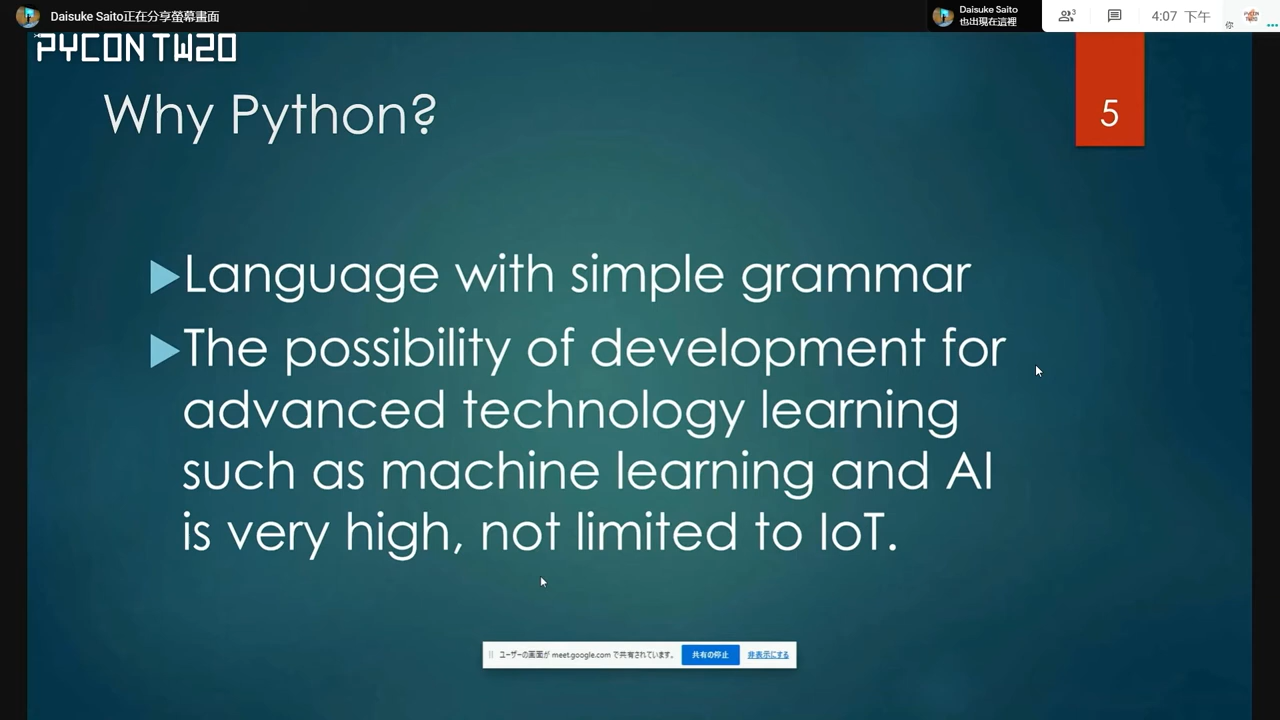 Daisuke Saito正在分享螢幕畫面
Daisuke Saito
也出現在這裡
3
4:07 下午
你
PYCON TW20
Why Python?
5
Language with simple grammar
The possibility of development for
advanced technology learning
such as machine learning and AI
is very high, not limited to IoT.
ユーザーの画面が meet.google.com で共有されています。 共有の停止 非表示にする